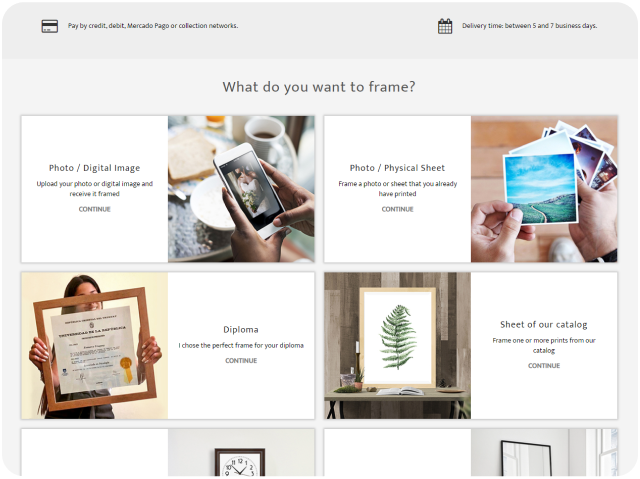 Pay by credit, debit, Mercado Pago or collection networks.
Delivery time: between 5 and 7 business days.
What do you want to frame?
Photo / Digital Image
Upload your photo or digital image and
receive it framed
CONTINUE
Photo / Physical Sheet
Frame a photo or sheet that you already
have printed
CONTINUE
UNIVERSIDAD DE LA REPUBLICA
Diploma
I chose the perfect frame for your diploma
CONTINUE
Sheet of our catalog
Frame one or more prints from our
catalog
CONTINUE